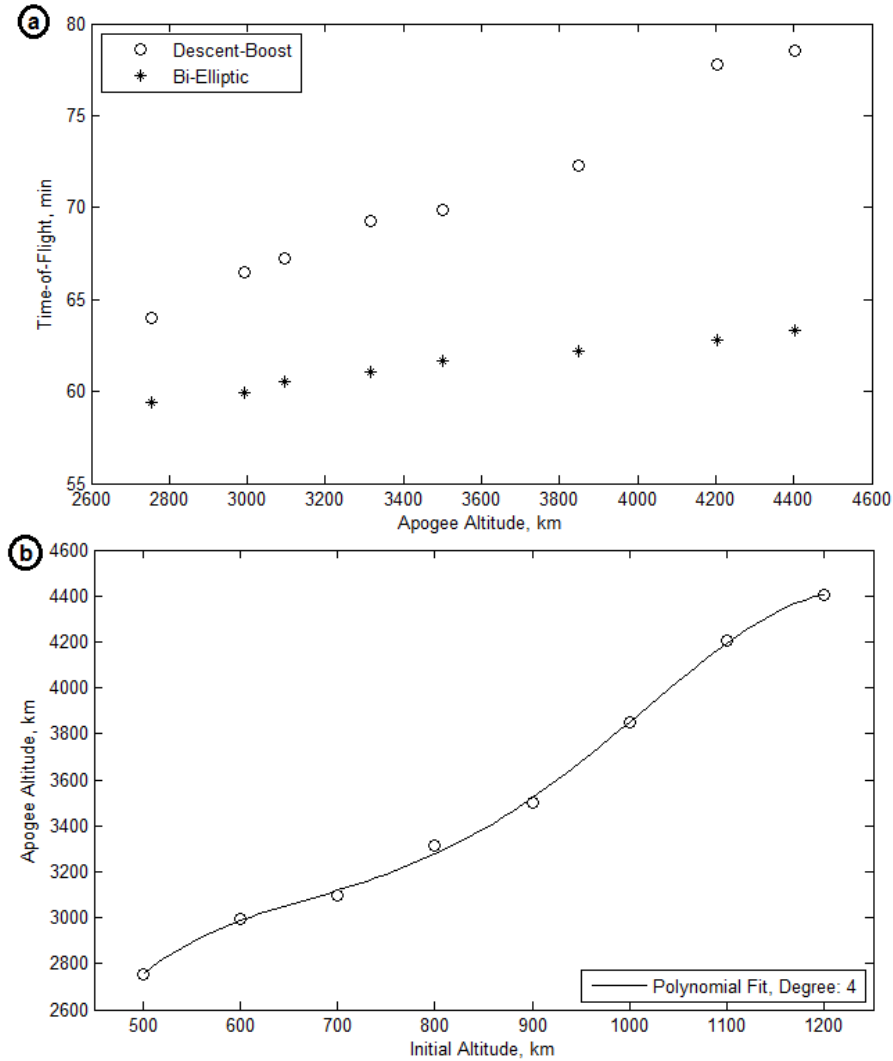 a
Descent-Boost
Bi-Elliptic
80
75
70
65
60
55
Time-of-Flight, min
2600 2800 3000 3200 3400 3600 3800 4000 4200 4400 4600
Apogee Altitude, km
b
4600
4400
4200
4000
3800
3600
3400
3200
3000
2800
2600
Apogee Altitude, km
Polynomial Fit, Degree: 4
500 600 700 800 900 1000 1100 1200
Initial Altitude, km